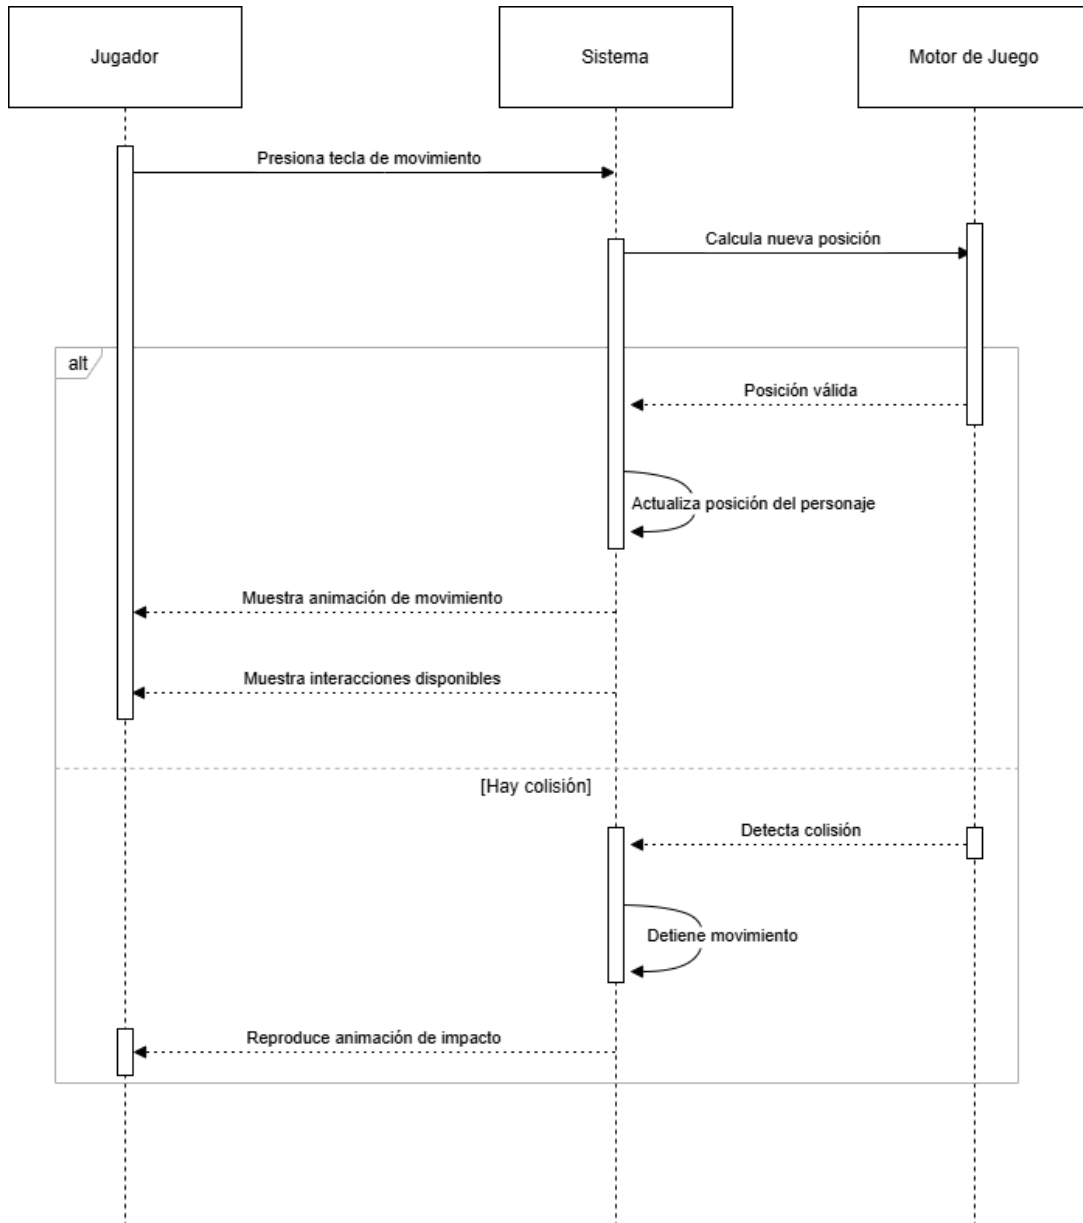 Jugador
Sistema
Motor de Juego
Presiona tecla de movimiento
Calcula nueva posición
alt
Posición válida
Actualiza posición del personaje
Muestra animación de movimiento
Muestra interacciones disponibles
[Hay colisión]
Detecta colisión
Detiene movimiento
Reproduce animación de impacto